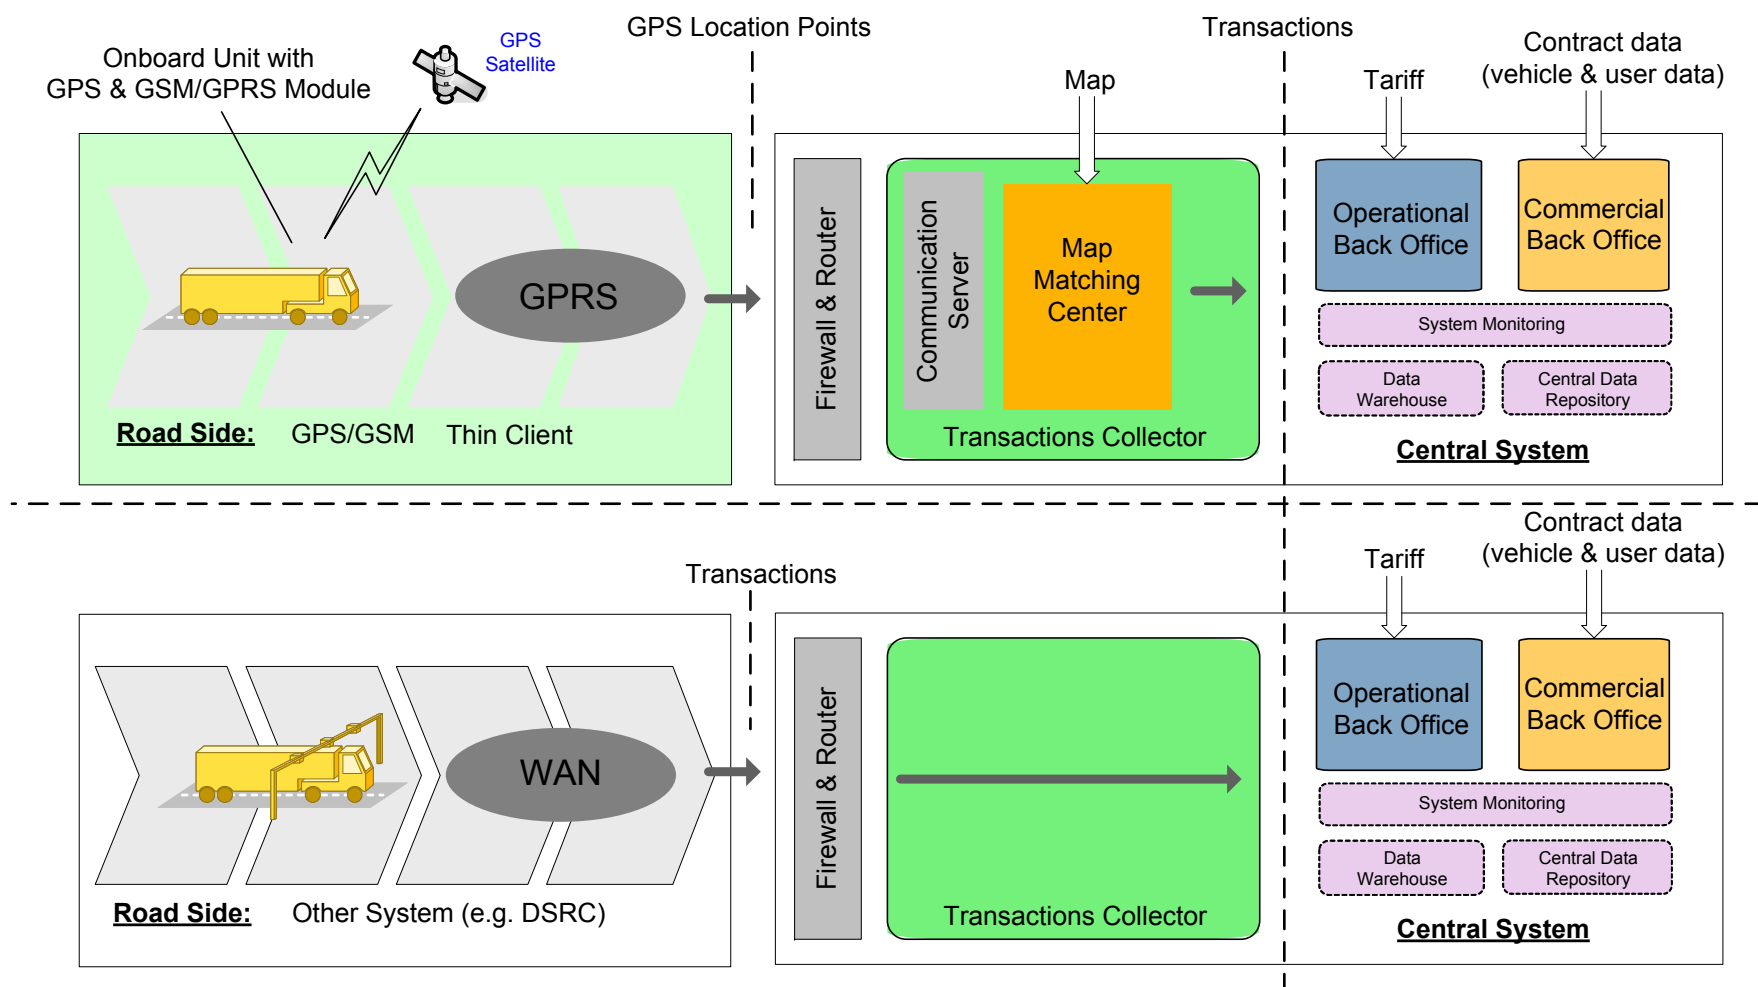 GPS Location Points
Transactions
Onboard Unit with
GPS & GSM/GPRS Module
GPS
Satellite
Map
Tariff
Contract data
(vehicle & user data)
GPRS
Firewall & Router
Communication
Server
Map
Matching
Center
Transactions Collector
Operational
Back Office
Commercial
Back Office
System Monitoring
Data
Warehouse
Central Data
Repository
Central System
Road Side: GPS/GSM Thin Client
Transactions
Tariff
Contract data
(vehicle & user data)
WAN
Firewall & Router
Transactions Collector
Operational
Back Office
Commercial
Back Office
System Monitoring
Data
Warehouse
Central Data
Repository
Central System
Road Side: Other System (e.g. DSRC)